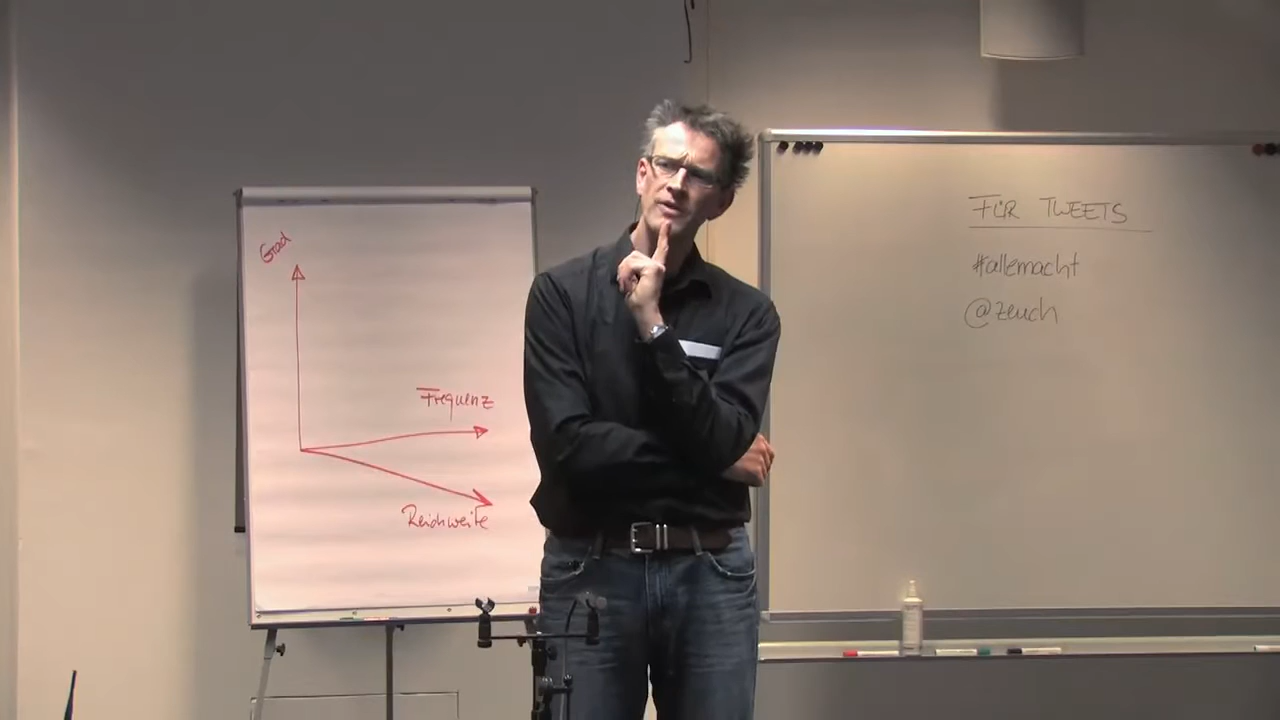 Grad
Frequenz
Reichweite
FÜR TWEETS
#allemacht
@zeuch